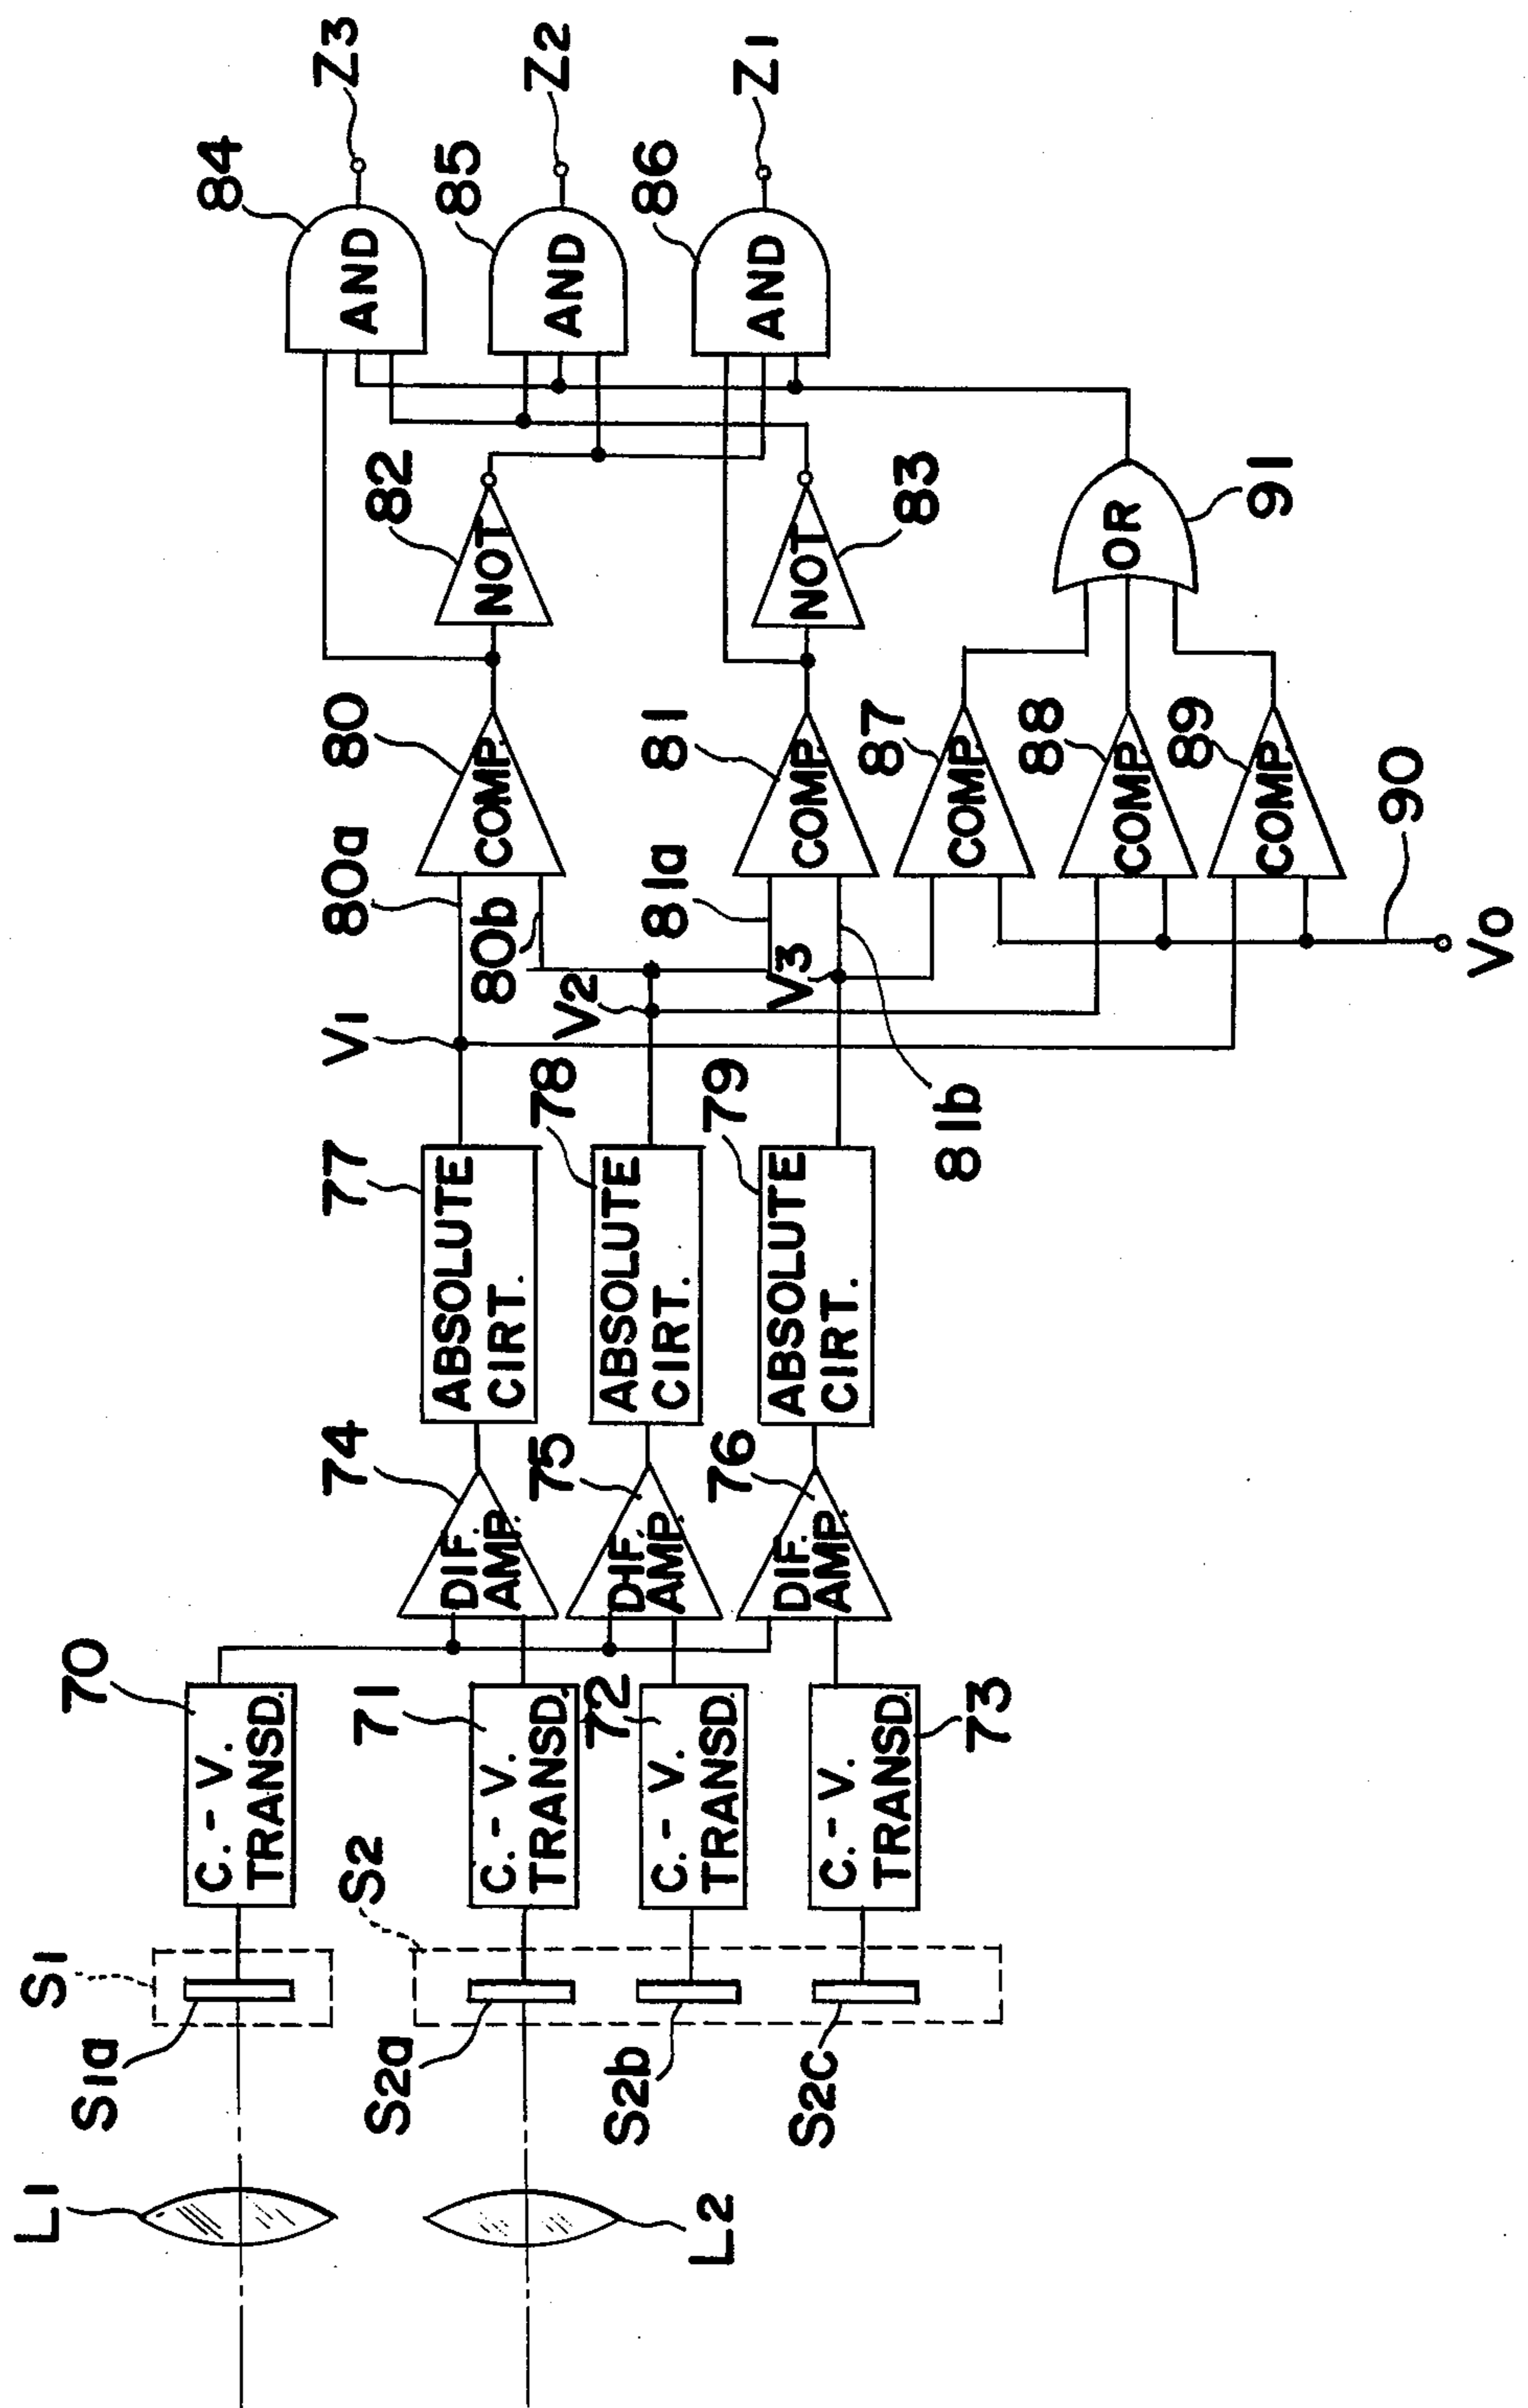 L1
L2
S1a
S1
S2a
S2
S2b
S2C
70
C.-V.
TRANSD.
71
C.-V.
TRANSD.
72
C.-V.
TRANSD.
73
C.-V.
TRANSD.
74
DIF.
AMP.
75
DIF.
AMP.
76
DIF.
AMP.
77
ABSOLUTE
CIRT.
78
ABSOLUTE
CIRT.
79
ABSOLUTE
CIRT.
V1
V2
V3
80a
80b
81a
81b
80
COMP.
81
COMP.
87
COMP.
88
COMP.
89
COMP.
90
Vo
82
NOT
83
NOT
OR
91
84
AND
Z3
85
AND
Z2
86
AND
Z1